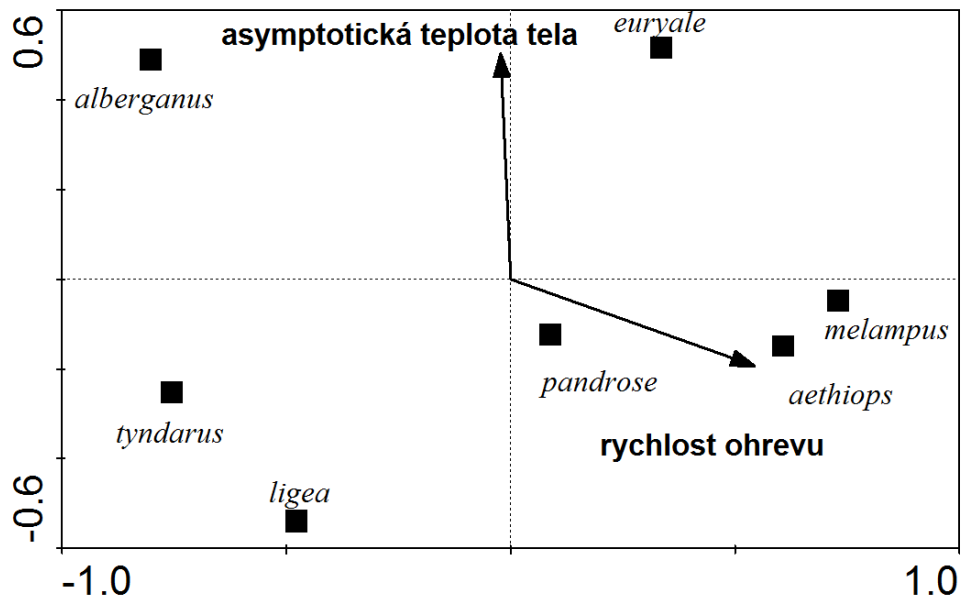 0.6
asymptotická teplota tela
euryale
alberganus
melampus
pandrose
aethiops
tyndarus
rychlost ohrevu
ligea
-0.6
-1.0
1.0